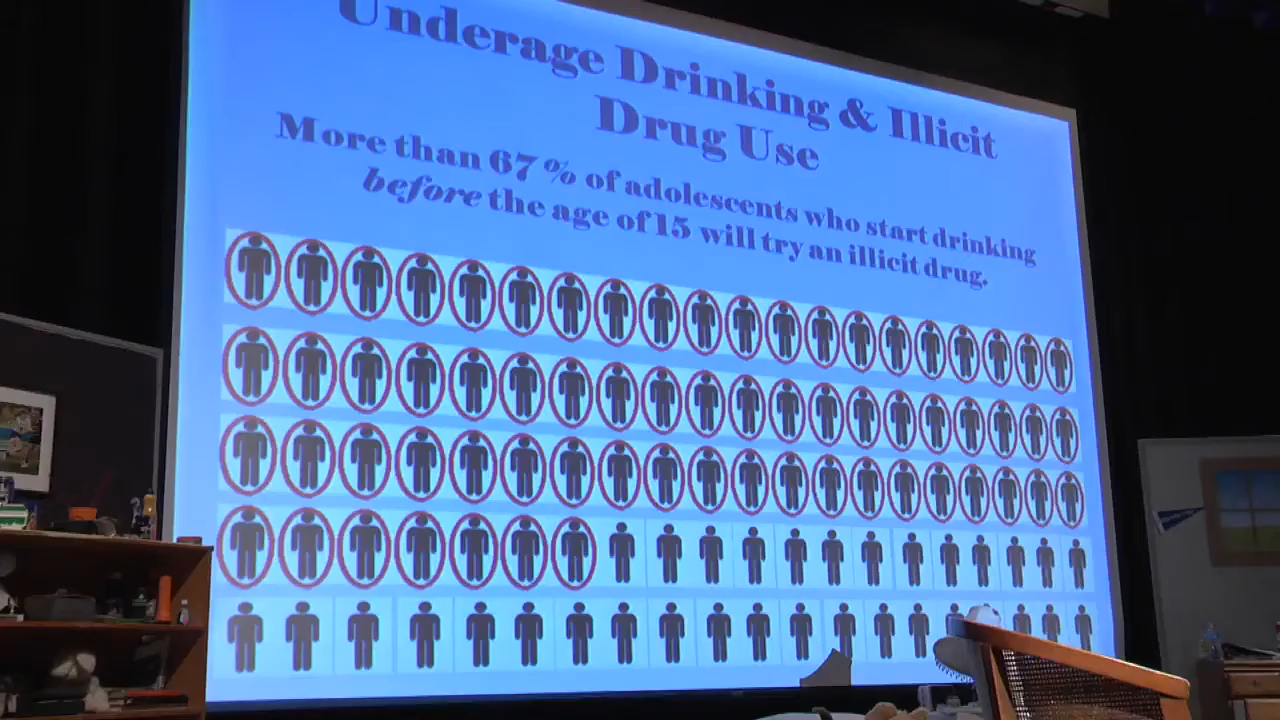 Underage Drinking & Illicit
Drug Use
More than 67% of adolescents who start drinking
before the age of 15 will try an illicit drug.